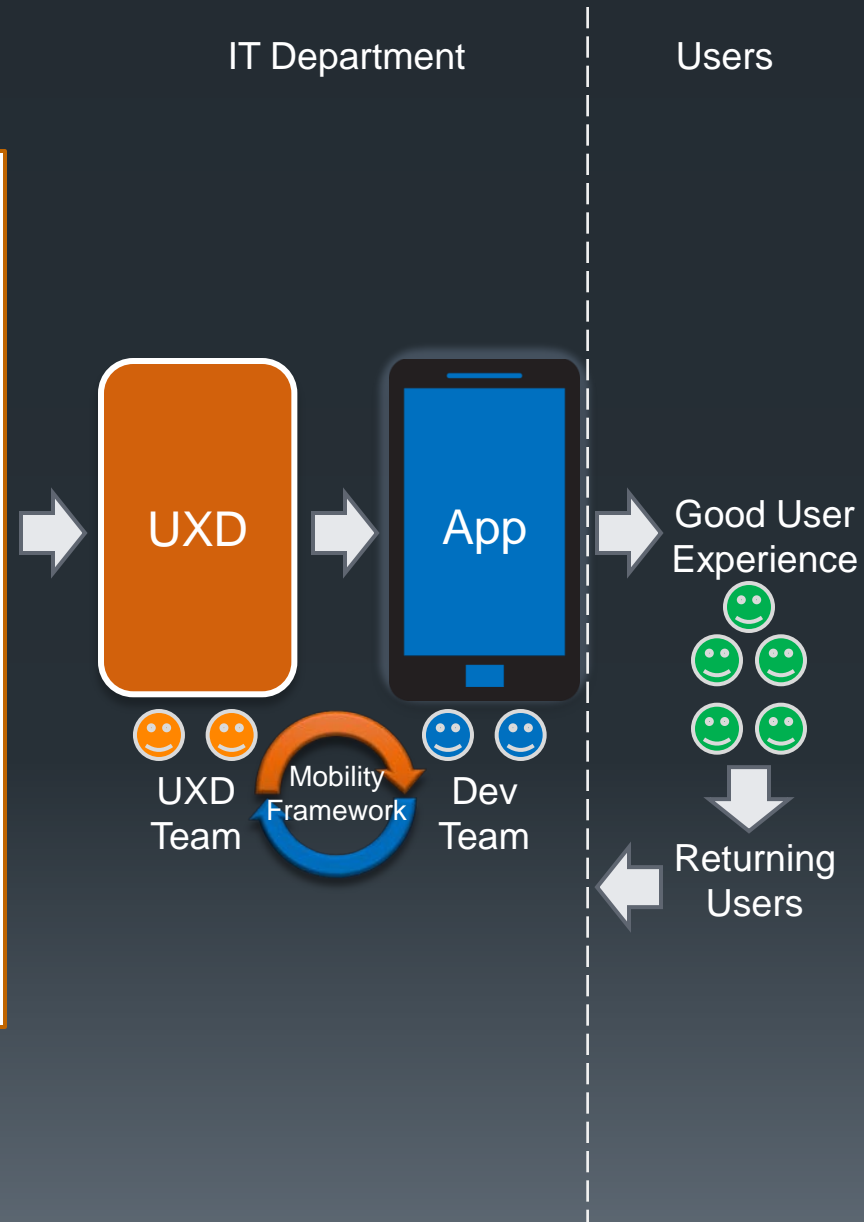 IT Department
Users
UXD
App
Good User
Experience
Mobility
Framework
UXD
Team
Dev
Team
Returning
Users